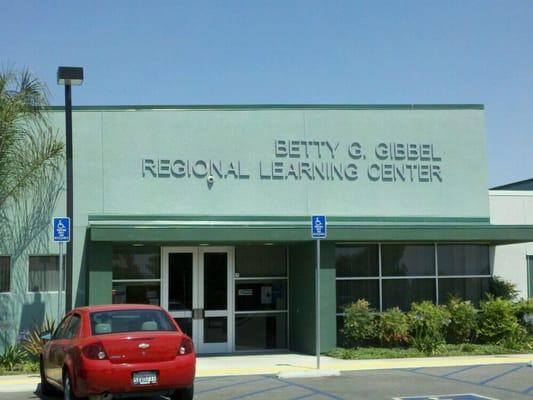 BETTY G. GIBBEL
REGIONAL LEARNING CENTER